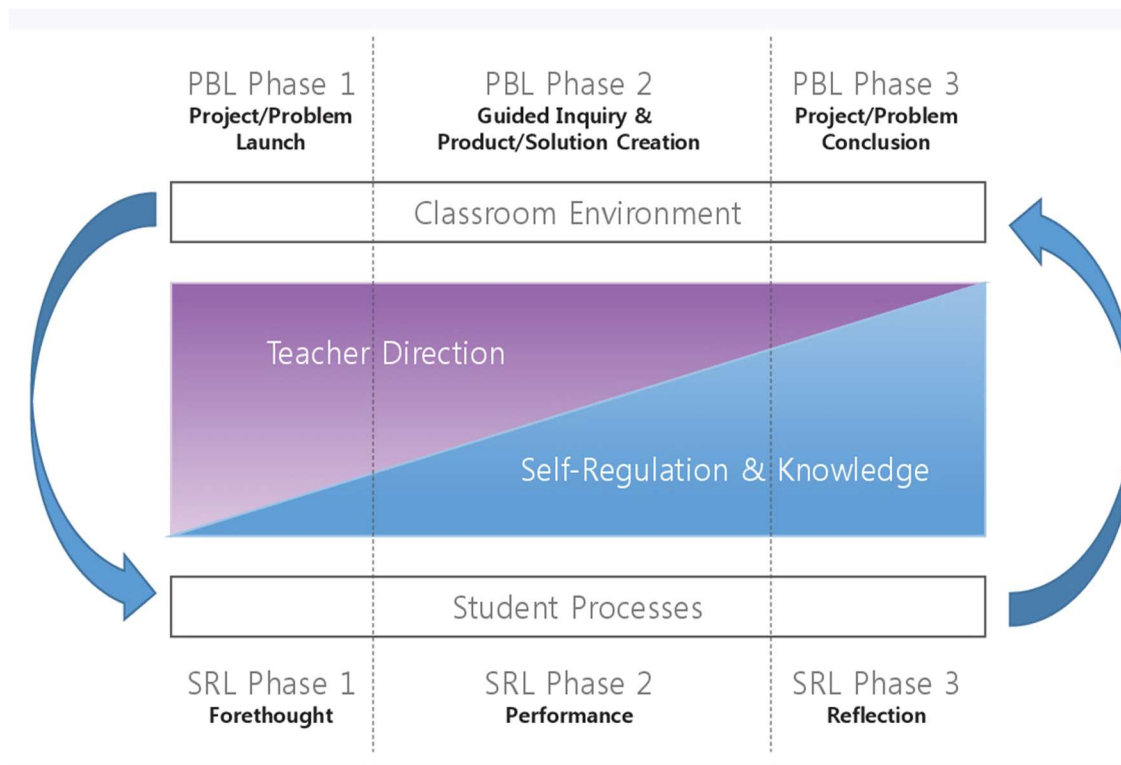 PBL Phase 1
Project/Problem
Launch
PBL Phase 2
Guided Inquiry &
Product/Solution Creation
PBL Phase 3
Project/Problem
Conclusion
Classroom Environment
Teacher Direction
Self-Regulation & Knowledge
Student Processes
SRL Phase 1
Forethought
SRL Phase 2
Performance
SRL Phase 3
Reflection